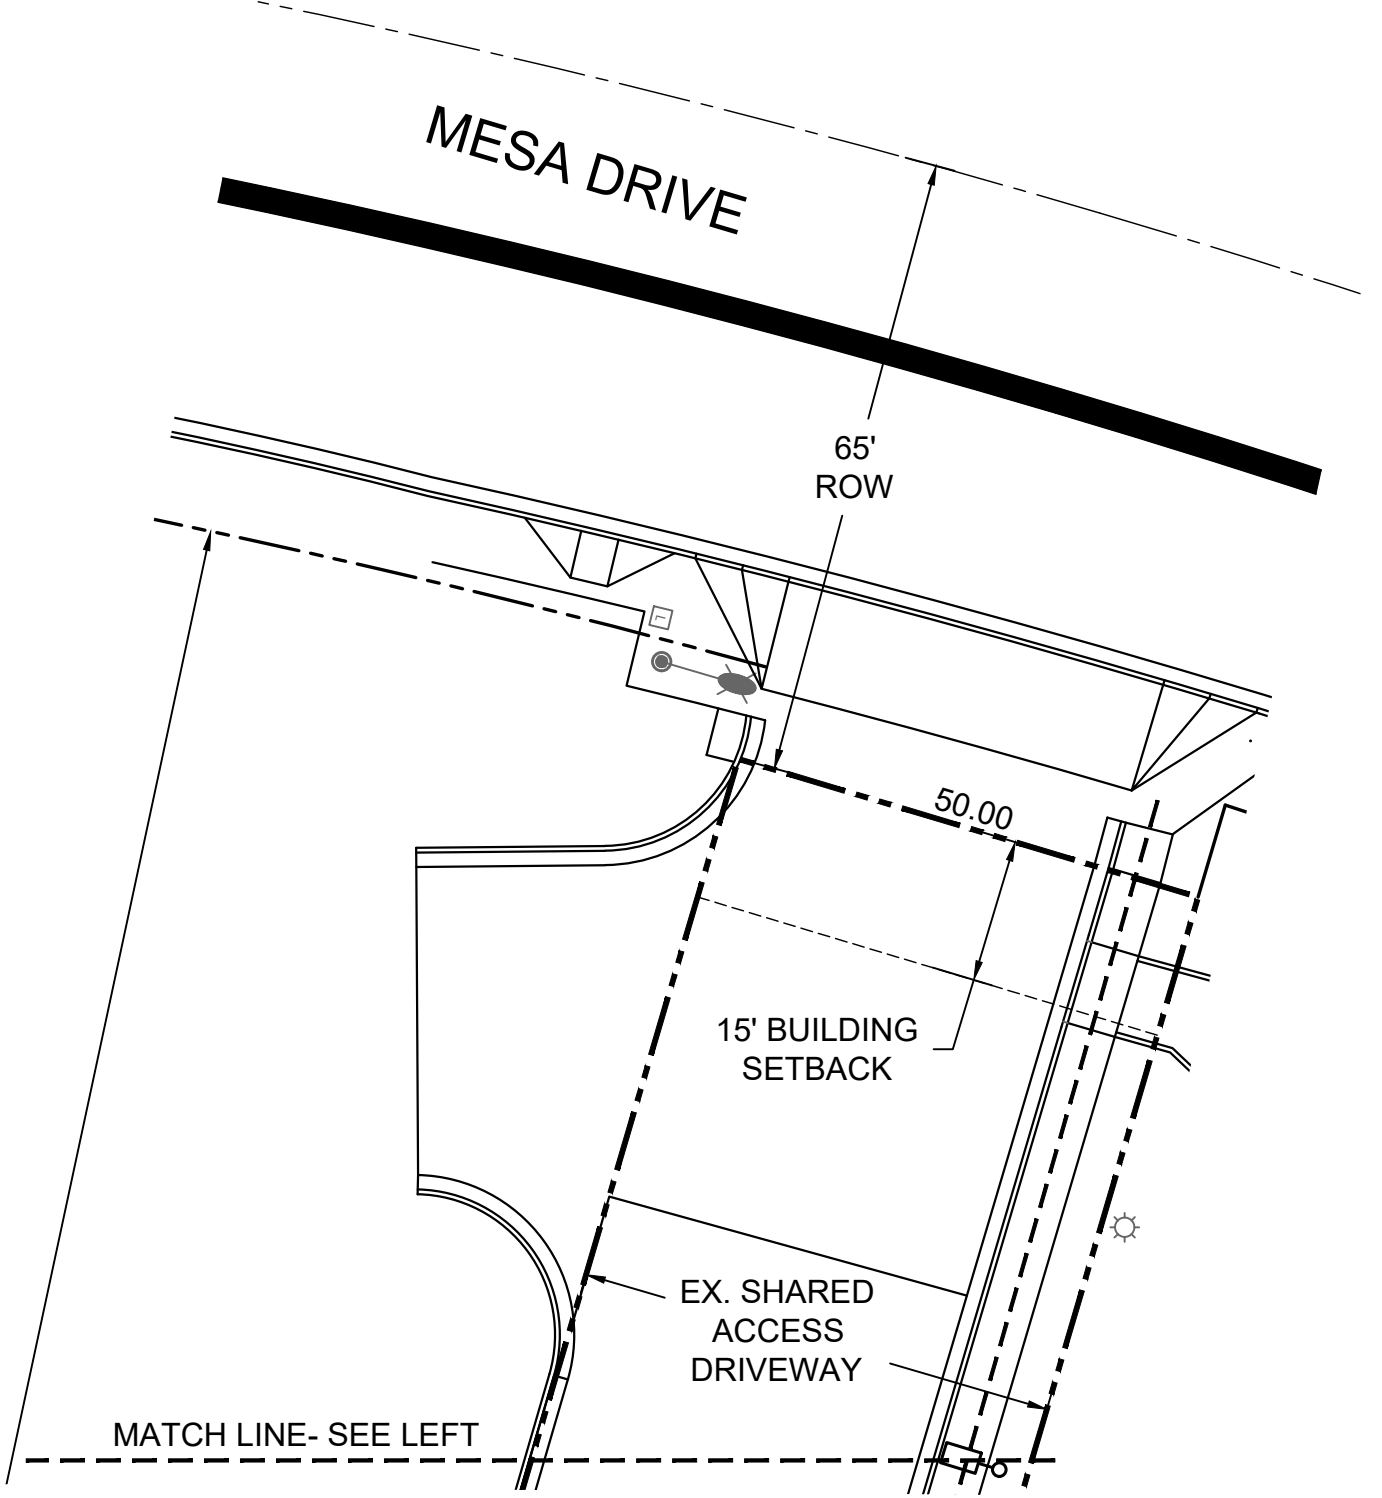 MESA DRIVE
65'
ROW
50.00
15' BUILDING
SETBACK
EX. SHARED
ACCESS
DRIVEWAY
MATCH LINE- SEE LEFT